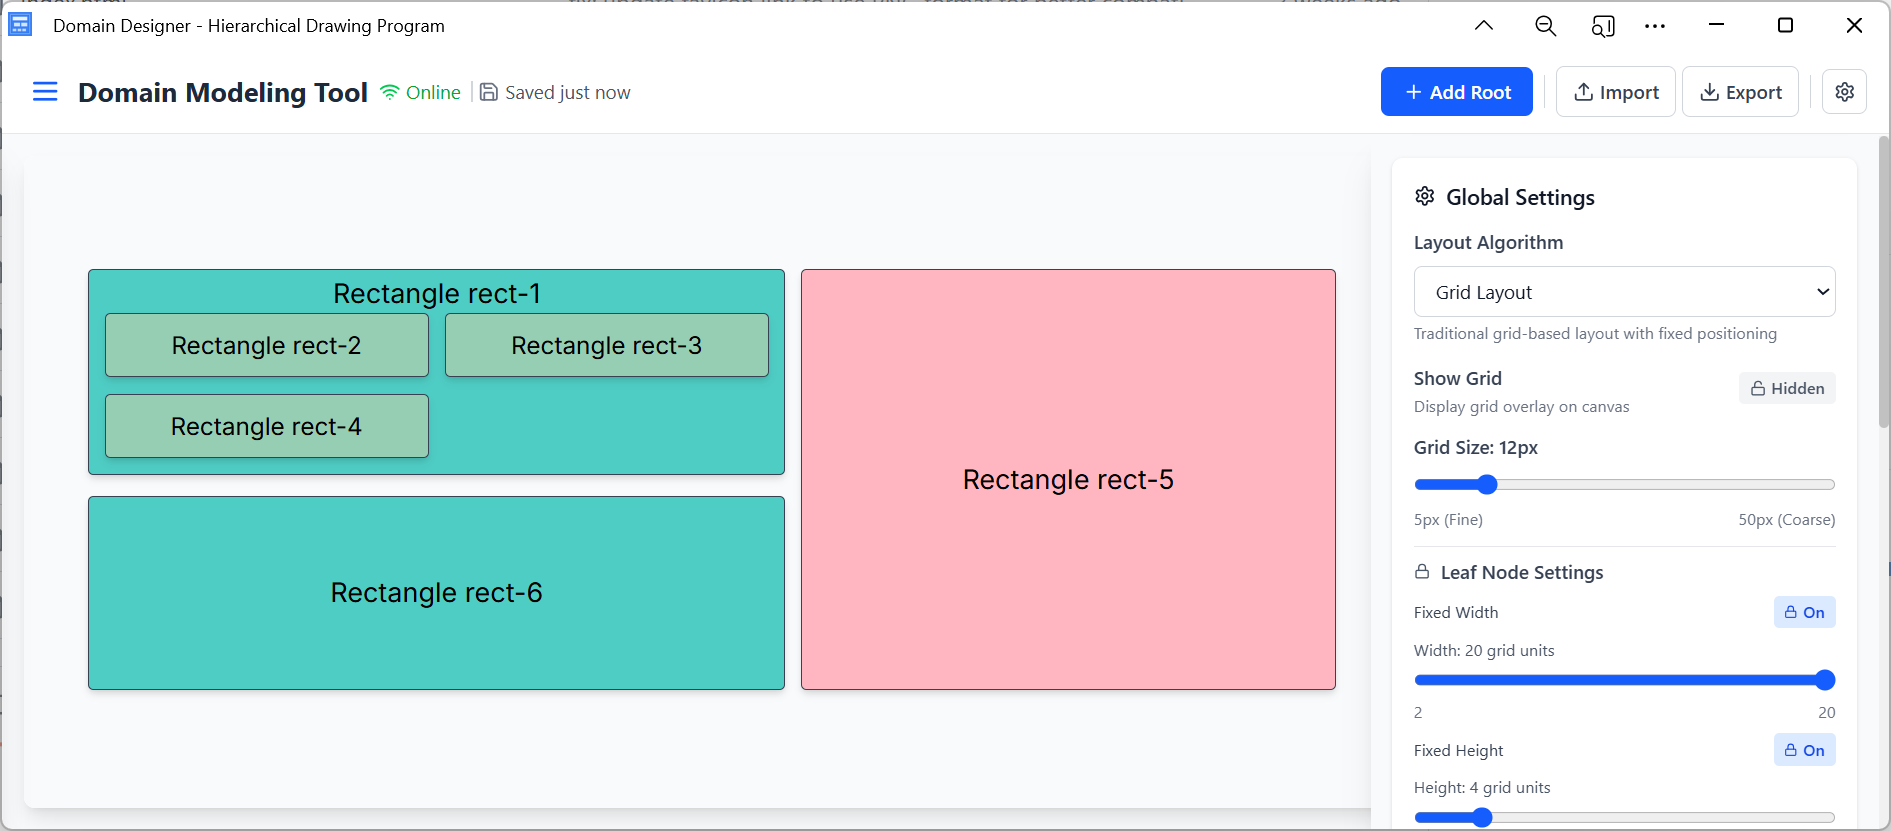 Domain Designer - Hierarchical Drawing Program
Domain Modeling Tool
Online
Saved just now
Add Root
Import
Export
Rectangle rect-1
Rectangle rect-2
Rectangle rect-3
Rectangle rect-4
Rectangle rect-5
Rectangle rect-6
Global Settings
Layout Algorithm
Grid Layout
Traditional grid-based layout with fixed positioning
Show Grid
Hidden
Display grid overlay on canvas
Grid Size: 12px
5px (Fine)
50px (Coarse)
Leaf Node Settings
Fixed Width
On
Width: 20 grid units
2
20
Fixed Height
On
Height: 4 grid units